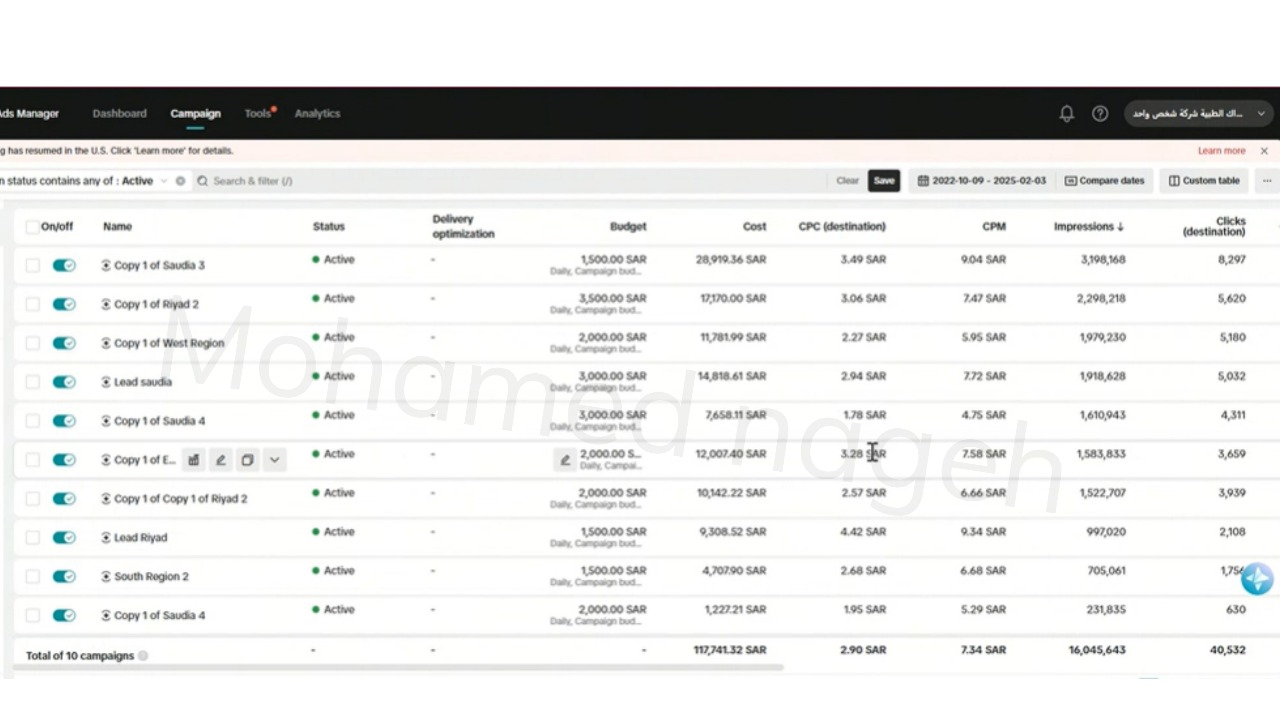 Ads Manager Dashboard Campaign Tools Analytics ...اك الطبية شركة شخص واحد
g has resumed in the U.S. Click 'Learn more' for details. Learn more
n status contains any of : Active Search & filter (/) Clear Save 2022-10-09 - 2025-02-03 Compare dates Custom table ...
On/off Name Status Delivery optimization Budget Cost CPC (destination) CPM Impressions ↓ Clicks (destination)
Copy 1 of Saudia 3 Active - 1,500.00 SAR 28,919.36 SAR 3.49 SAR 9.04 SAR 3,198,168 8,297
Daily, Campaign bud...
Copy 1 of Riyad 2 Active - 3,500.00 SAR 17,170.00 SAR 3.06 SAR 7.47 SAR 2,298,218 5,620
Daily, Campaign bud...
Copy 1 of West Region Active - 2,000.00 SAR 11,781.99 SAR 2.27 SAR 5.95 SAR 1,979,230 5,180
Daily, Campaign bud...
Lead saudia Active - 3,000.00 SAR 14,818.61 SAR 2.94 SAR 7.72 SAR 1,918,628 5,032
Daily, Campaign bud...
Copy 1 of Saudia 4 Active - 3,000.00 SAR 7,658.11 SAR 1.78 SAR 4.75 SAR 1,610,943 4,311
Daily, Campaign bud...
Copy 1 of E... Active - 2,000.00 S... 12,007.40 SAR 3.28 SAR 7.58 SAR 1,583,833 3,659
Daily, Campai...
Copy 1 of Copy 1 of Riyad 2 Active - 2,000.00 SAR 10,142.22 SAR 2.57 SAR 6.66 SAR 1,522,707 3,939
Daily, Campaign bud...
Lead Riyad Active - 1,500.00 SAR 9,308.52 SAR 4.42 SAR 9.34 SAR 997,020 2,108
Daily, Campaign bud...
South Region 2 Active - 1,500.00 SAR 4,707.90 SAR 2.68 SAR 6.68 SAR 705,061
Daily, Campaign bud...
Copy 1 of Saudia 4 Active - 2,000.00 SAR 1,227.21 SAR 1.95 SAR 5.29 SAR 231,835 630
Daily, Campaign bud...
Total of 10 campaigns - - - 117,741.32 SAR 2.90 SAR 7.34 SAR 16,045,643 40,532
Mohamed nageh